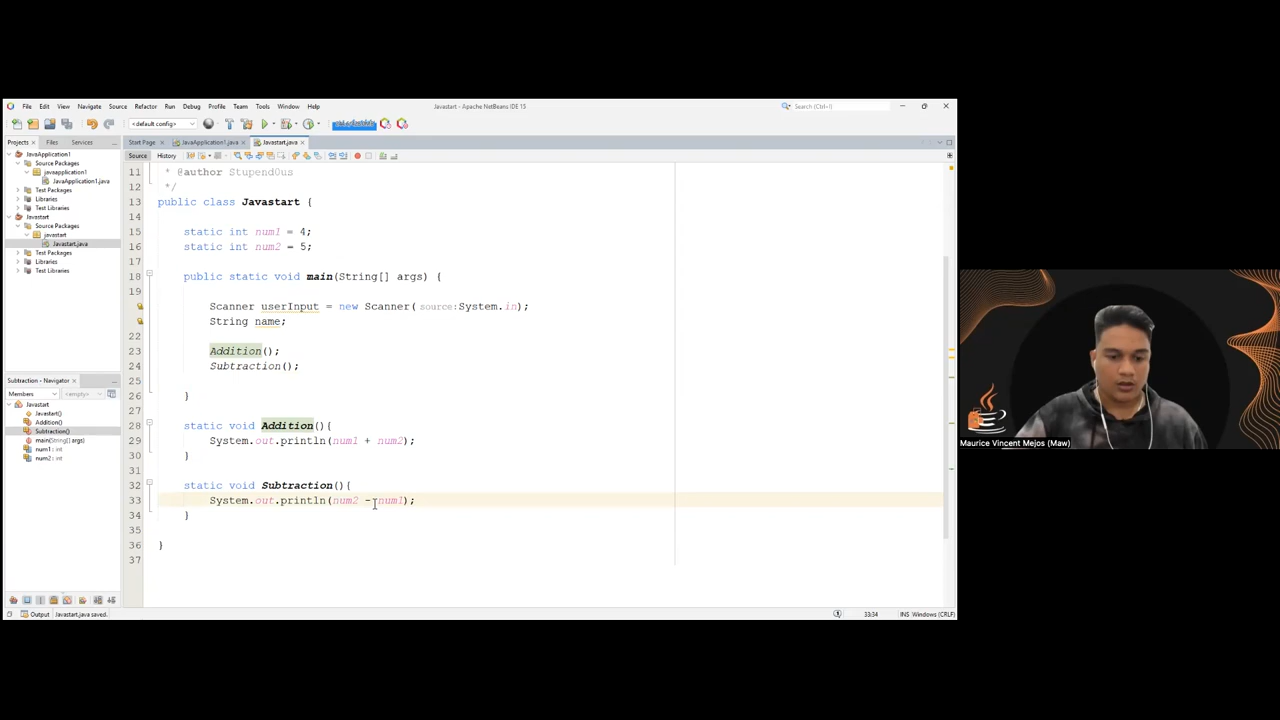 File Edit View Navigate Source Refactor Run Debug Profile Team Tools Window Help
Javastart - Apache NetBeans IDE 15
Search (Ctrl+I)
<default config>
Projects
Files
Services
Start Page
JavaApplication1.java
Javastart.java
Source
History
JavaApplication1
Source Packages
javaapplication1
JavaApplication1.java
Test Packages
Libraries
Test Libraries
Javastart
Source Packages
javastart
Javastart.java
Test Packages
Libraries
Test Libraries
Subtraction - Navigator
Members
<empty>
Javastart
Javastart()
Addition()
Subtraction()
main(String[] args)
num1 : int
num2 : int
11 * @author Stupend0us
12 */
13 public class Javastart {
14
15 static int num1 = 4;
16 static int num2 = 5;
17
18 public static void main(String[] args) {
19
Scanner userInput = new Scanner( source:System.in);
String name;
22
23 Addition();
24 Subtraction();
25
26 }
27
28 static void Addition(){
29 System.out.println(num1 + num2);
30 }
31
32 static void Subtraction(){
33 System.out.println(num2 - num1);
34 }
35
36 }
37
Output
Javastart.java saved.
33:34
INS
Windows (CRLF)
Maurice Vincent Mejos (Maw)